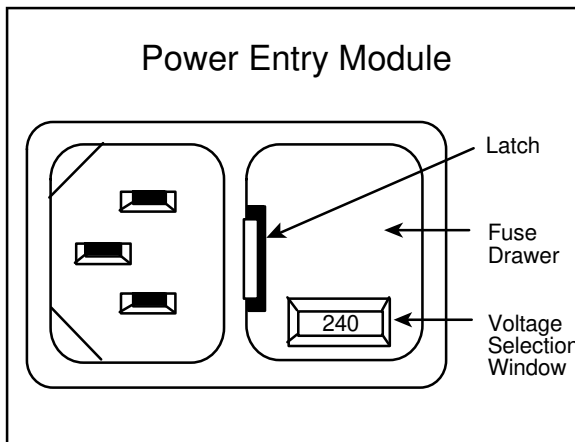 Power Entry Module
Latch
Fuse
Drawer
240
Voltage
Selection
Window